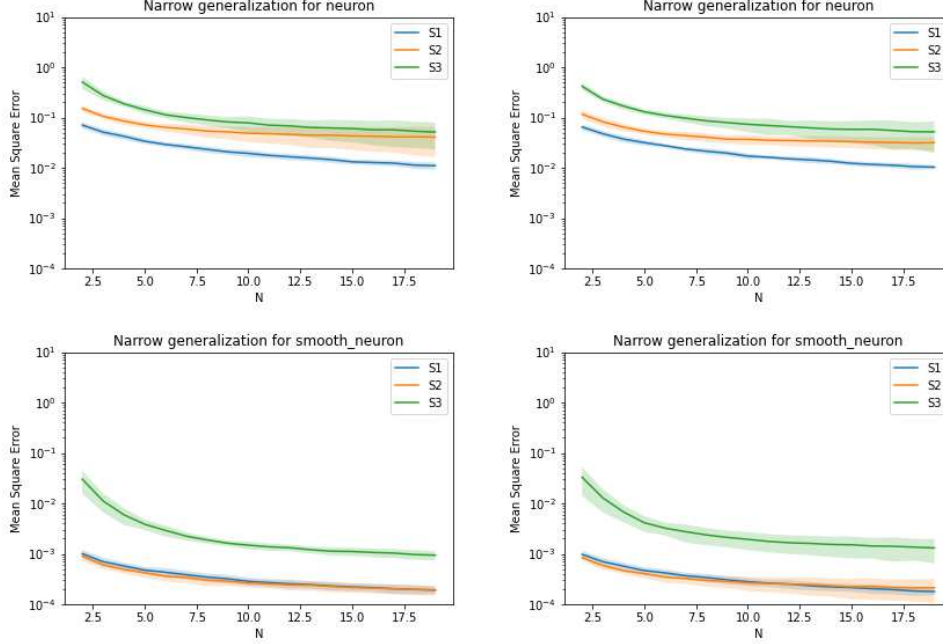 Narrow generalization for neuron
Mean Square Error
10^1
10^0
10^-1
10^-2
10^-3
10^-4
2.5 5.0 7.5 10.0 12.5 15.0 17.5
N
S1
S2
S3
Narrow generalization for neuron
Mean Square Error
10^1
10^0
10^-1
10^-2
10^-3
10^-4
2.5 5.0 7.5 10.0 12.5 15.0 17.5
N
S1
S2
S3
Narrow generalization for smooth_neuron
Mean Square Error
10^1
10^0
10^-1
10^-2
10^-3
10^-4
2.5 5.0 7.5 10.0 12.5 15.0 17.5
N
S1
S2
S3
Narrow generalization for smooth_neuron
Mean Square Error
10^1
10^0
10^-1
10^-2
10^-3
10^-4
2.5 5.0 7.5 10.0 12.5 15.0 17.5
N
S1
S2
S3